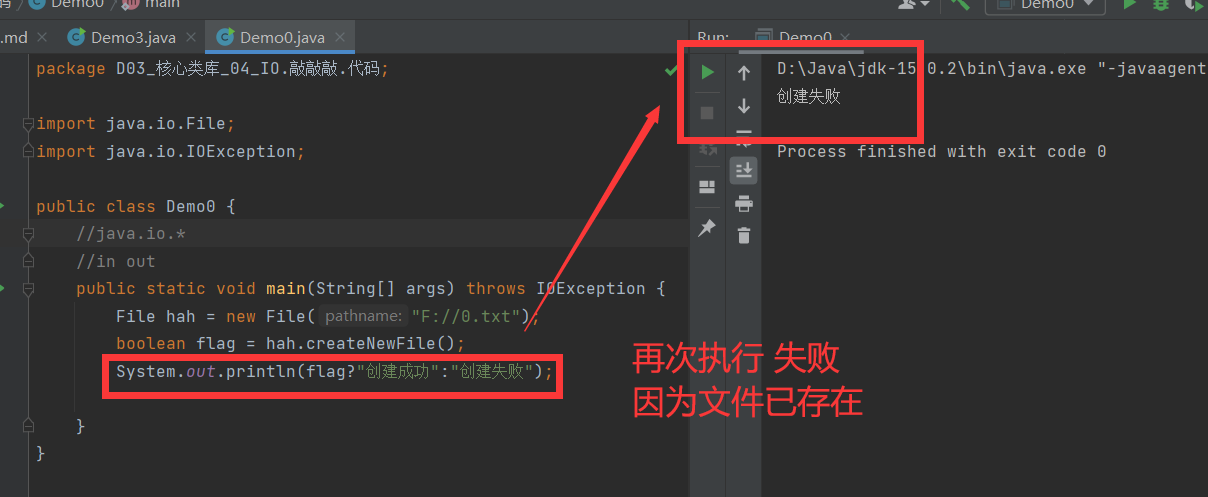 Demo0
main
Demo0
.md
Demo3.java
Demo0.java
Run:
Demo0
package D03_核心类库_04_IO.敲敲敲.代码;
import java.io.File;
import java.io.IOException;
public class Demo0 {
//java.io.*
//in out
public static void main(String[] args) throws IOException {
File hah = new File( pathname: "F://0.txt");
boolean flag = hah.createNewFile();
System.out.println(flag?"创建成功":"创建失败");
}
}
D:\Java\jdk-15.0.2\bin\java.exe "-javaagent
创建失败
Process finished with exit code 0
再次执行 失败
因为文件已存在